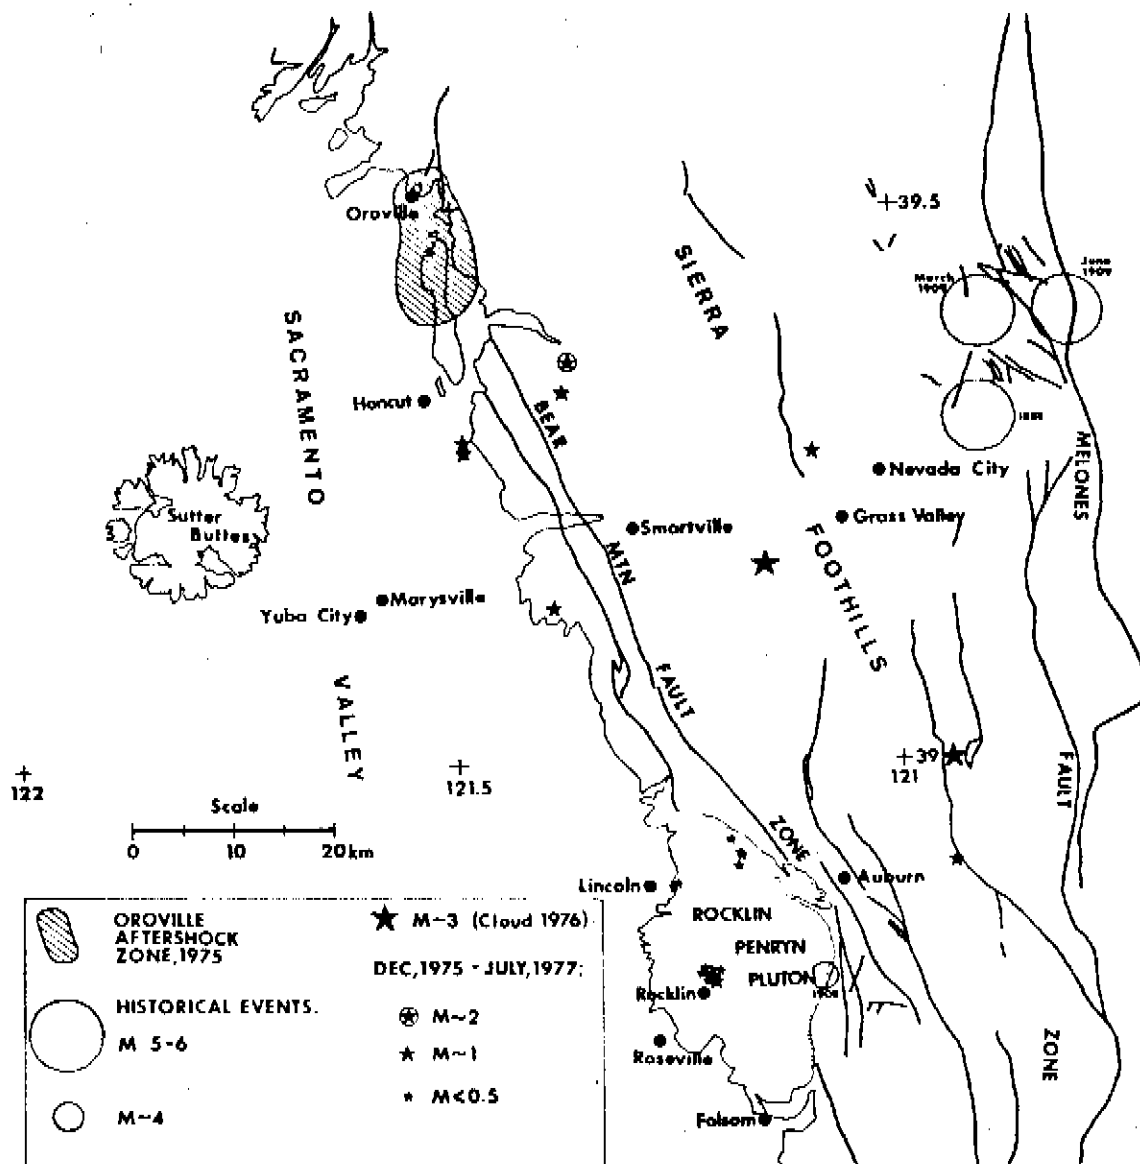 +39.5
Oroville
SIERRA
March
1909
June
1909
SACRAMENTO
Honcut
BEAR
MELONES
Nevada City
Sutter
Buttes
Smartville
Grass Valley
MTN
FOOTHILLS
Marysville
Yuba City
FAULT
VALLEY
+39
121
122
121.5
FAULT
Scale
0 10 20km
ZONE
Lincoln
Auburn
ROCKLIN
PENRYN
PLUTON
Rocklin
Roseville
ZONE
Folsom
OROVILLE
AFTERSHOCK
ZONE,1975
HISTORICAL EVENTS.
M 5-6
M~4
M~3 (Cloud 1976)
DEC,1975 - JULY,1977;
M~2
M~1
M<0.5